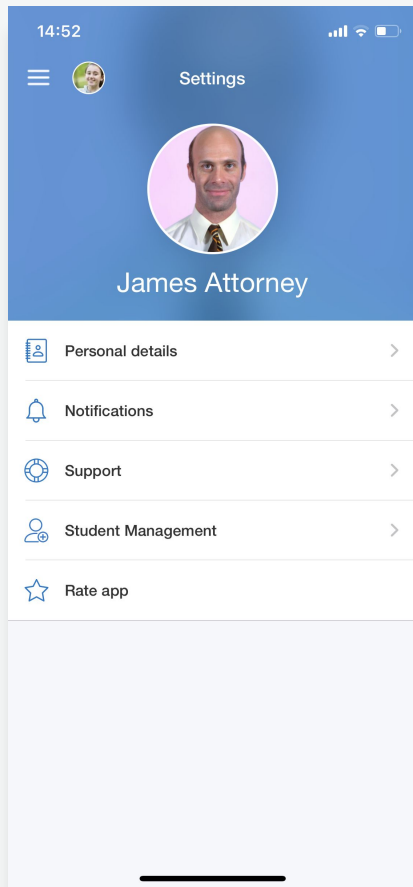 14:52
Settings
James Attorney
Personal details
Notifications
Support
Student Management
Rate app